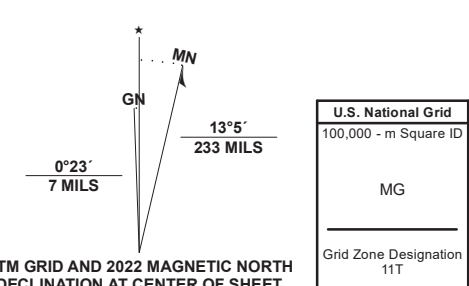 ★
MN
GN
13°5´
233 MILS
0°23´
7 MILS
TM GRID AND 2022 MAGNETIC NORTH
DECLINATION AT CENTER OF SHEET
U.S. National Grid
100,000 - m Square ID
MG
Grid Zone Designation
11T